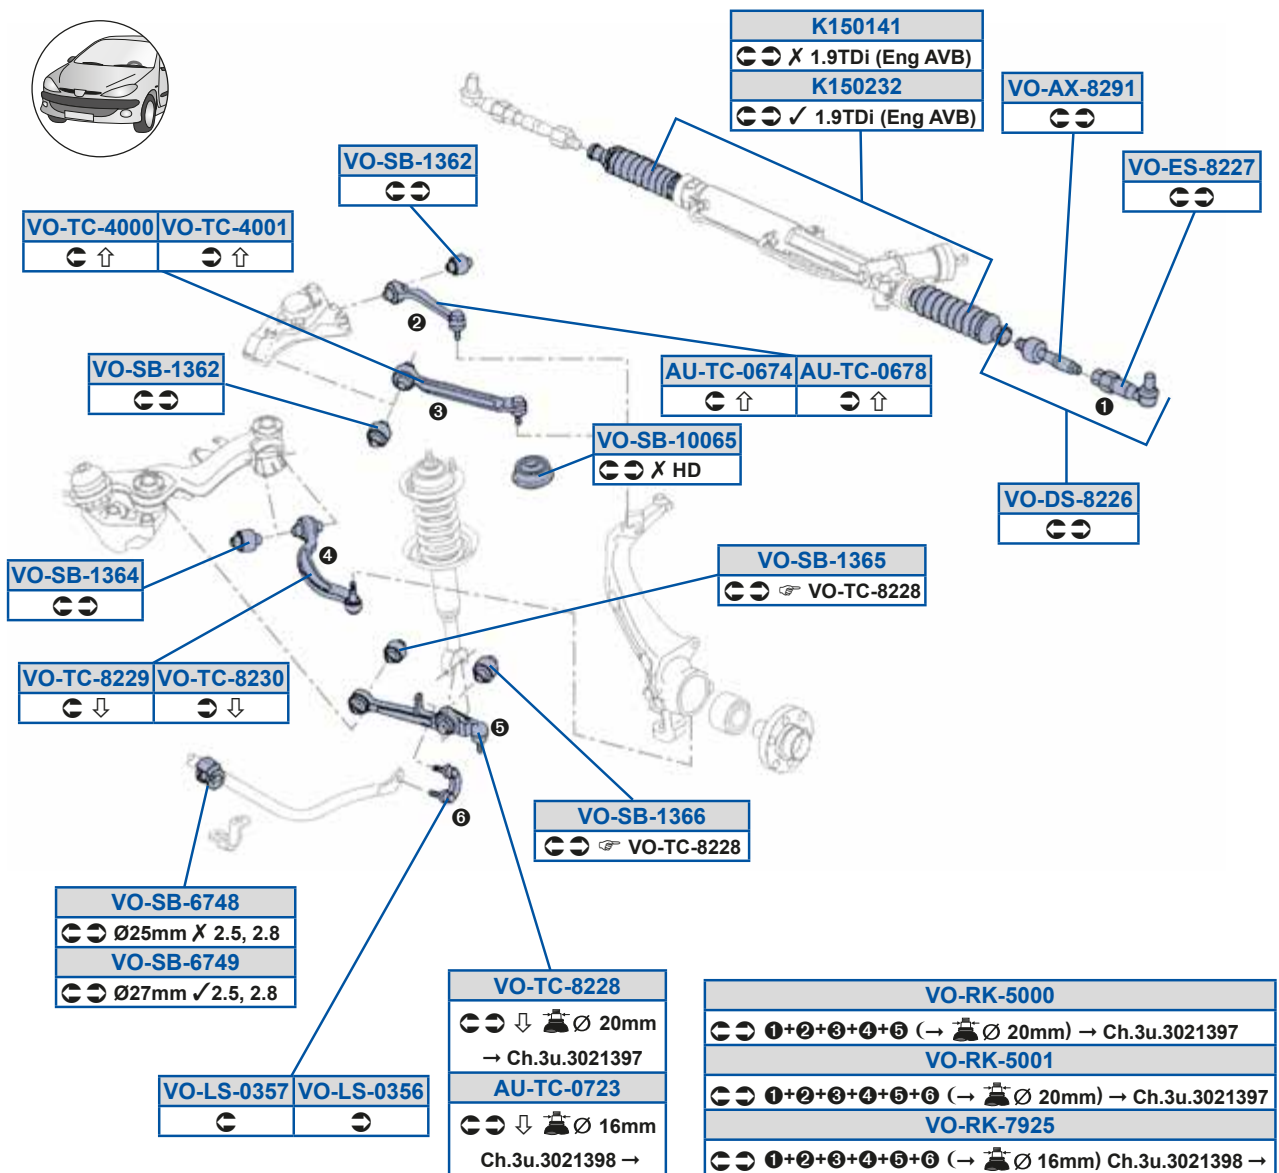 K150141
✗ 1.9TDi (Eng AVB)
K150232
✓ 1.9TDi (Eng AVB)
VO-AX-8291
VO-ES-8227
VO-SB-1362
VO-TC-4000 VO-TC-4001
⇧ ⇧
❷
VO-SB-1362
❸
AU-TC-0674 AU-TC-0678
⇧ ⇧
❶
VO-SB-10065
✗ HD
VO-DS-8226
❹
VO-SB-1364
VO-SB-1365
☞ VO-TC-8228
VO-TC-8229 VO-TC-8230
⇩ ⇩
❺
❻
VO-SB-1366
☞ VO-TC-8228
VO-SB-6748
Ø25mm ✗ 2.5, 2.8
VO-SB-6749
Ø27mm ✓2.5, 2.8
VO-TC-8228
⇩ Ø 20mm
→ Ch.3u.3021397
AU-TC-0723
⇩ Ø 16mm
Ch.3u.3021398 →
VO-LS-0357 VO-LS-0356
VO-RK-5000
❶+❷+❸+❹+❺ (→ Ø 20mm) → Ch.3u.3021397
VO-RK-5001
❶+❷+❸+❹+❺+❻ (→ Ø 20mm) → Ch.3u.3021397
VO-RK-7925
❶+❷+❸+❹+❺+❻ (→ Ø 16mm) Ch.3u.3021398 →